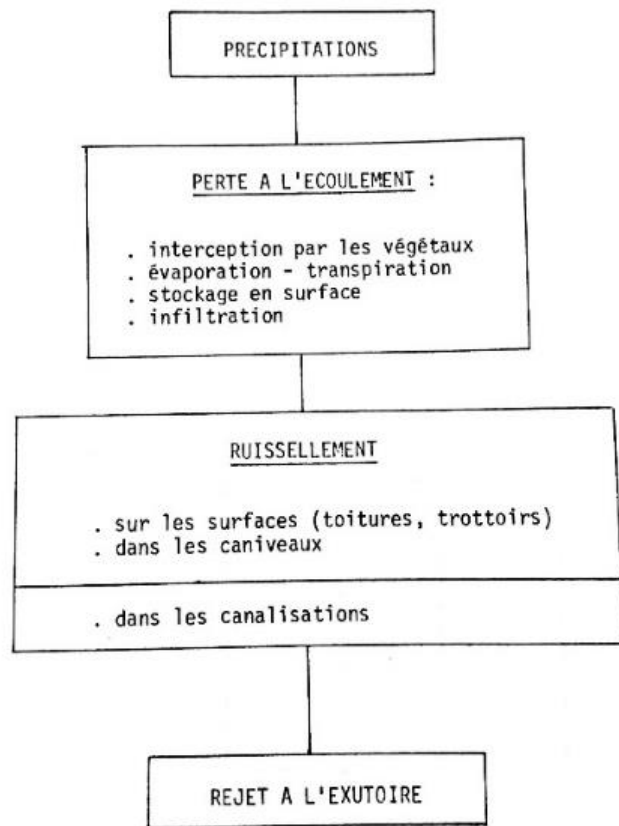 PRECIPITATIONS
PERTE A L'ECOULEMENT :
. interception par les végétaux
. évaporation - transpiration
. stockage en surface
. infiltration
RUISSELLEMENT
. sur les surfaces (toitures, trottoirs)
. dans les caniveaux
. dans les canalisations
REJET A L'EXUTOIRE